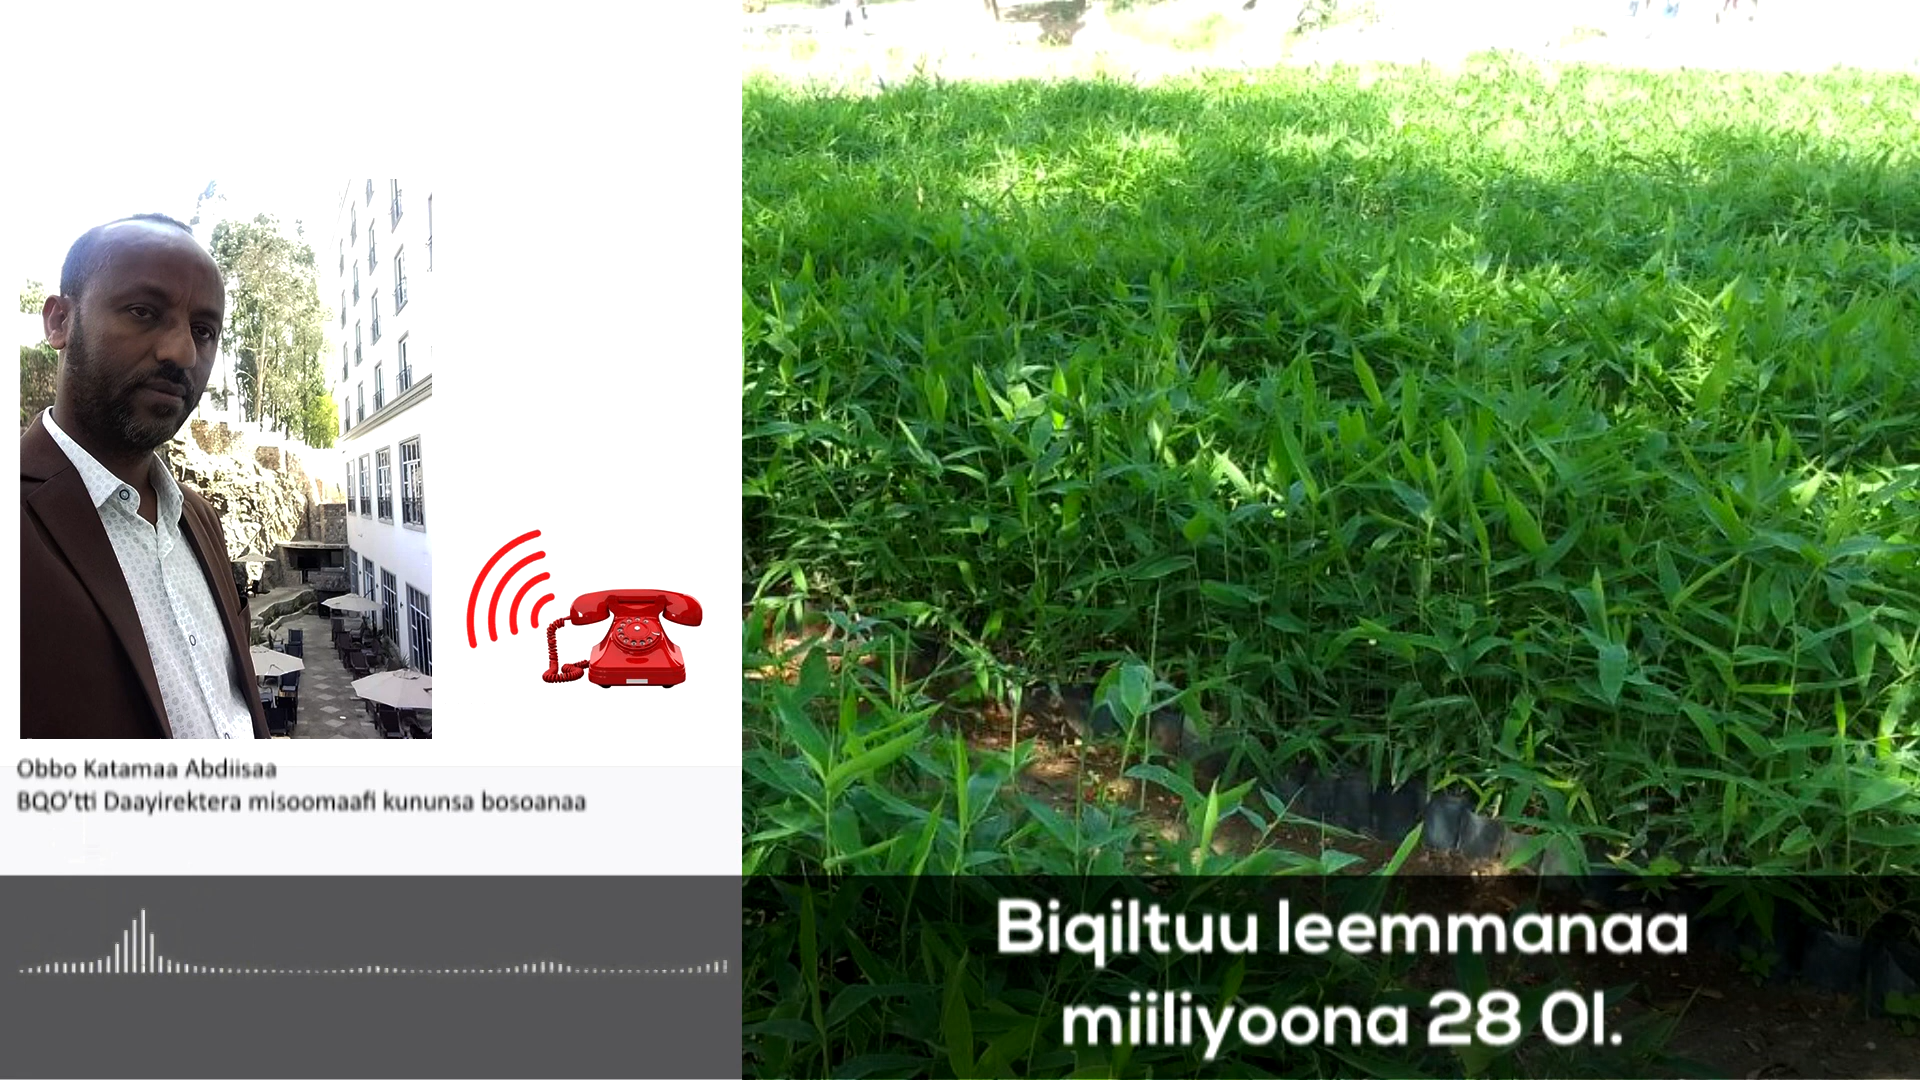 Obbo Katamaa Abdiisaa
BQO'tti Daayirektera misoomaafi kununsa bosoanaa
Biqiltuu leemmanaa
miiliyoona 28 Ol.